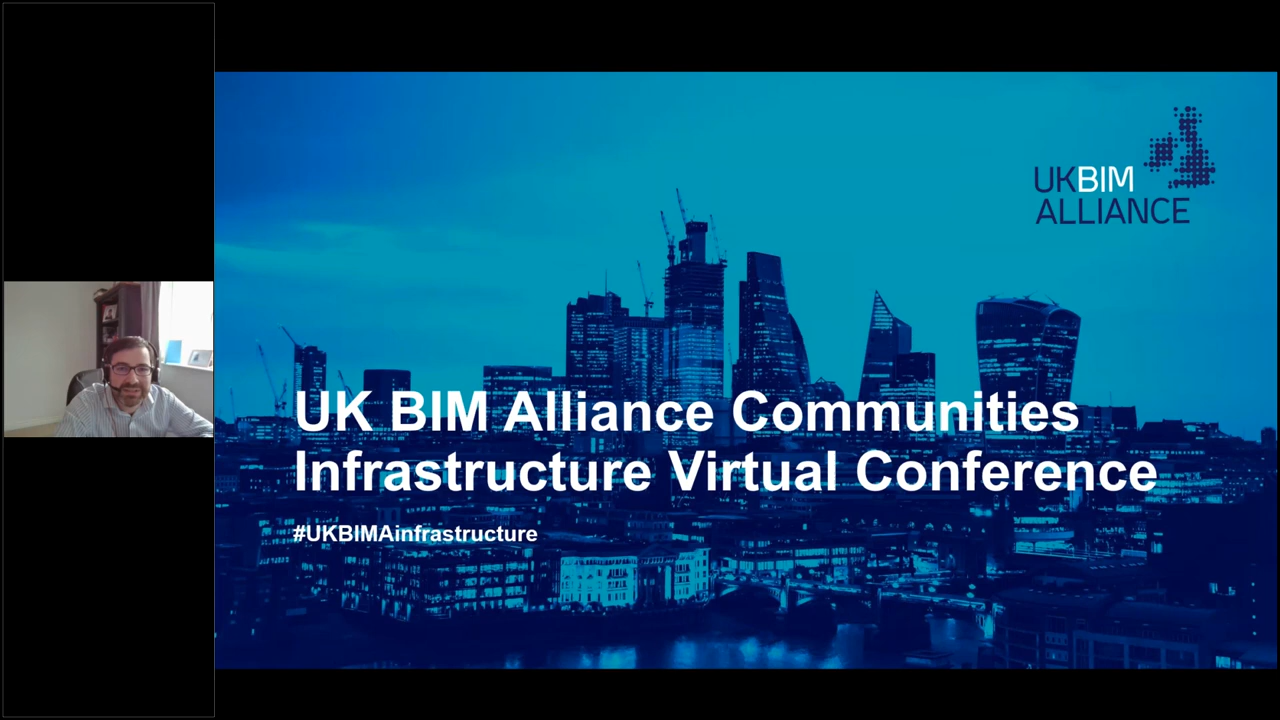 UKBIM
ALLIANCE
UK BIM Alliance Communities
Infrastructure Virtual Conference
#UKBIMAinfrastructure